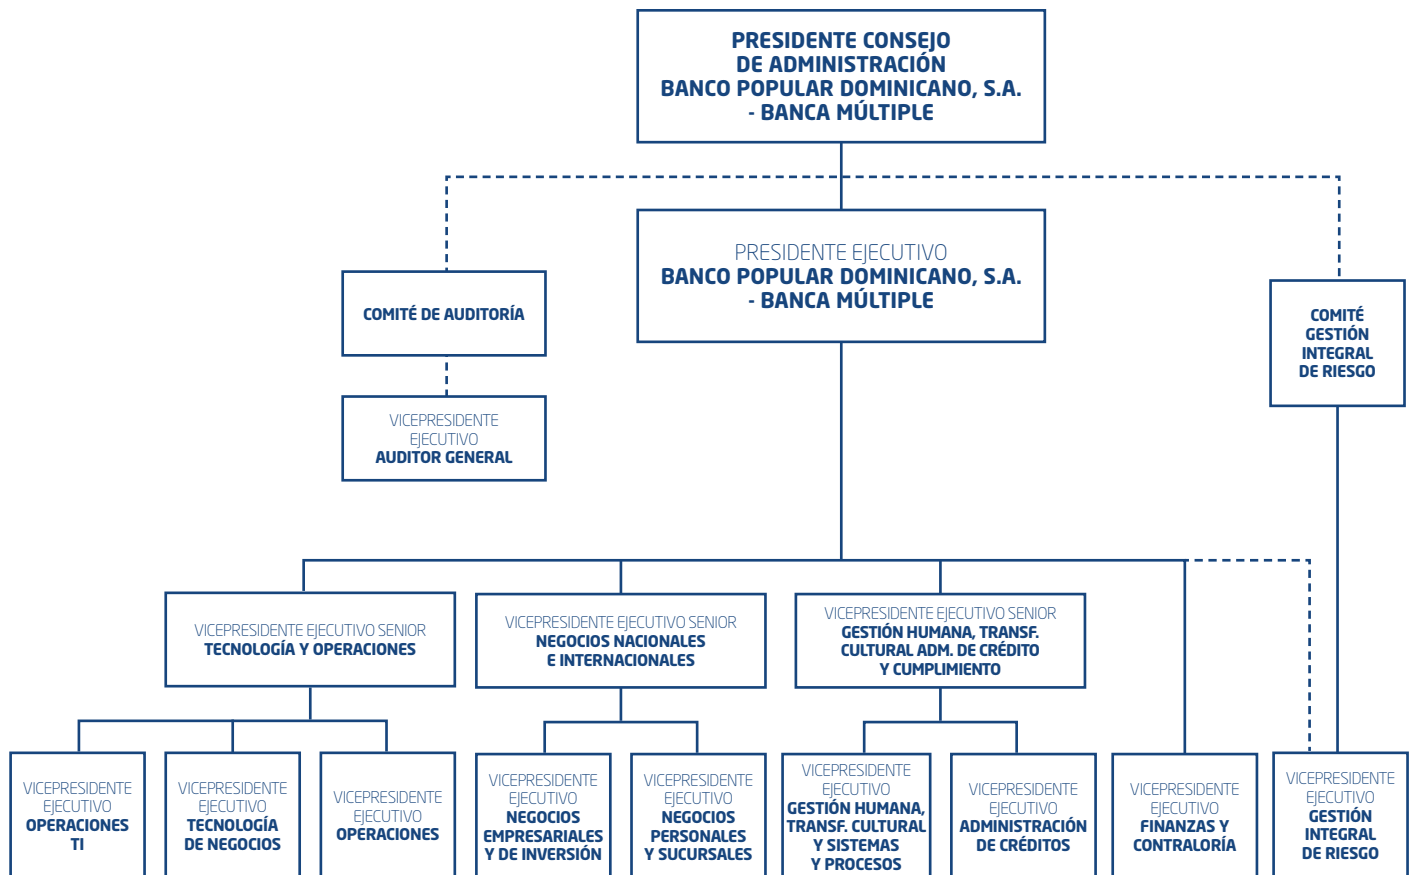 PRESIDENTE CONSEJO
DE ADMINISTRACIÓN
BANCO POPULAR DOMINICANO, S.A.
- BANCA MÚLTIPLE
PRESIDENTE EJECUTIVO
BANCO POPULAR DOMINICANO, S.A.
- BANCA MÚLTIPLE
COMITÉ DE AUDITORÍA
COMITÉ
GESTIÓN
INTEGRAL
DE RIESGO
VICEPRESIDENTE
EJECUTIVO
AUDITOR GENERAL
VICEPRESIDENTE EJECUTIVO SENIOR
TECNOLOGÍA Y OPERACIONES
VICEPRESIDENTE EJECUTIVO SENIOR
NEGOCIOS NACIONALES
E INTERNACIONALES
VICEPRESIDENTE EJECUTIVO SENIOR
GESTIÓN HUMANA, TRANSF.
CULTURAL ADM. DE CRÉDITO
Y CUMPLIMIENTO
VICEPRESIDENTE
EJECUTIVO
OPERACIONES
TI
VICEPRESIDENTE
EJECUTIVO
TECNOLOGÍA
DE NEGOCIOS
VICEPRESIDENTE
EJECUTIVO
OPERACIONES
VICEPRESIDENTE
EJECUTIVO
NEGOCIOS
EMPRESARIALES
Y DE INVERSIÓN
VICEPRESIDENTE
EJECUTIVO
NEGOCIOS
PERSONALES
Y SUCURSALES
VICEPRESIDENTE
EJECUTIVO
GESTIÓN HUMANA,
TRANSF. CULTURAL
Y SISTEMAS
Y PROCESOS
VICEPRESIDENTE
EJECUTIVO
ADMINISTRACIÓN
DE CRÉDITOS
VICEPRESIDENTE
EJECUTIVO
FINANZAS Y
CONTRALORÍA
VICEPRESIDENTE
EJECUTIVO
GESTIÓN
INTEGRAL
DE RIESGO